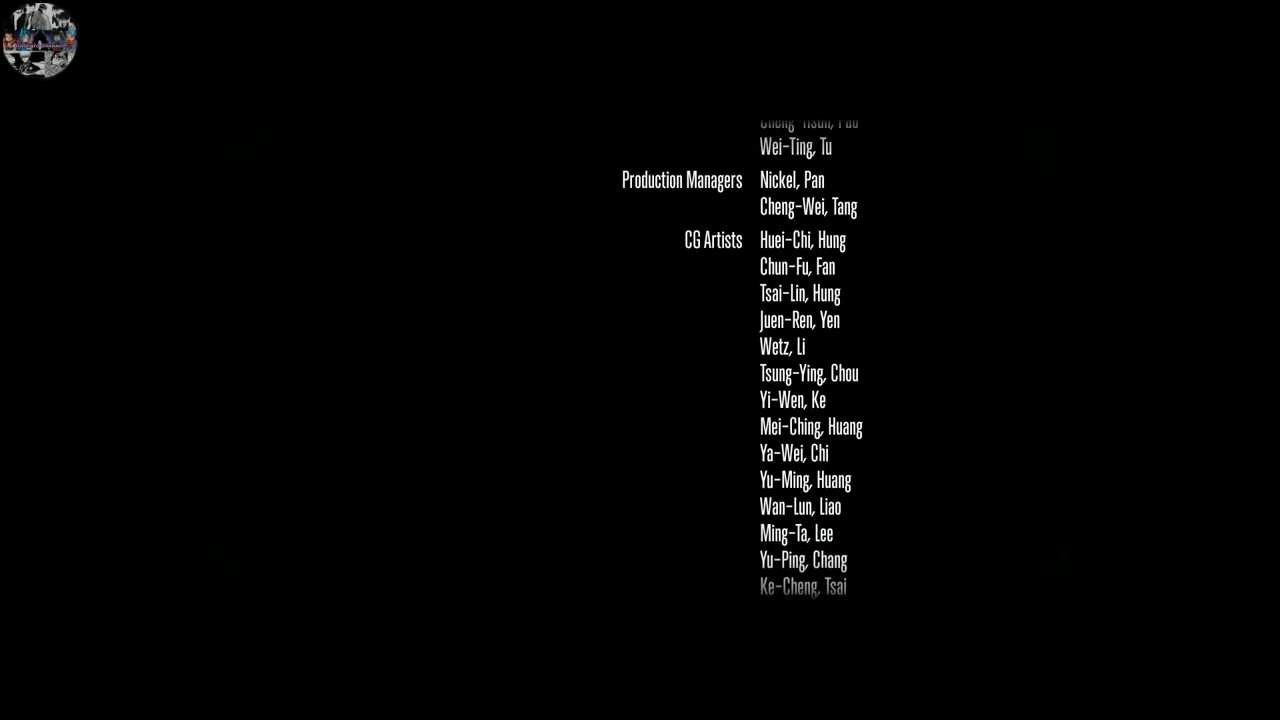 Wei-Ting, Tu
Production Managers Nickel, Pan
Cheng-Wei, Tang
CG Artists Huei-Chi, Hung
Chun-Fu, Fan
Tsai-Lin, Hung
Juen-Ren, Yen
Wetz, Li
Tsung-Ying, Chou
Yi-Wen, Ke
Mei-Ching, Huang
Ya-Wei, Chi
Yu-Ming, Huang
Wan-Lun, Liao
Ming-Ta, Lee
Yu-Ping, Chang
Ke-Cheng, Tsai